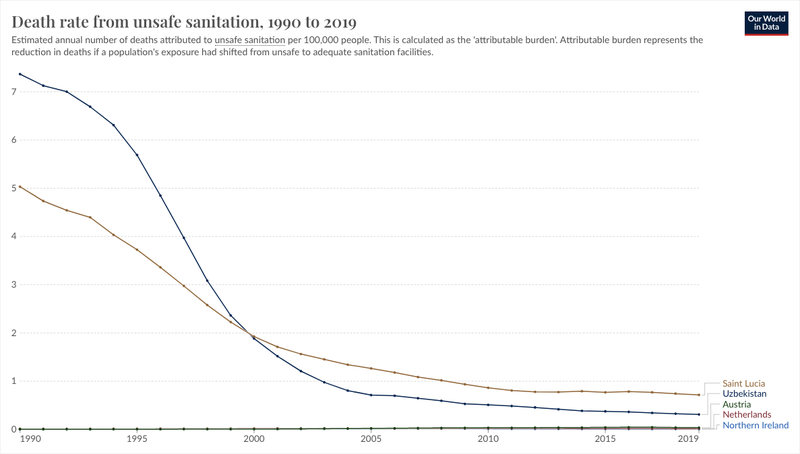 Death rate from unsafe sanitation, 1990 to 2019
Our World
in Data
Estimated annual number of deaths attributed to unsafe sanitation per 100,000 people. This is calculated as the 'attributable burden'. Attributable burden represents the
reduction in deaths if a population's exposure had shifted from unsafe to adequate sanitation facilities.
7
6
5
4
3
2
1
0
Saint Lucia
Uzbekistan
Austria
Netherlands
Northern Ireland
1990 1995 2000 2005 2010 2015 2019